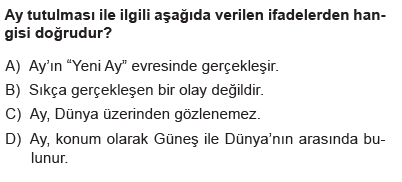 Ay tutulması ile ilgili aşağıda verilen ifadelerden han-
gisi doğrudur?
A) Ay’ın “Yeni Ay” evresinde gerçekleşir.
B) Sıkça gerçekleşen bir olay değildir.
C) Ay, Dünya üzerinden gözlenemez.
D) Ay, konum olarak Güneş ile Dünya’nın arasında bu-
lunur.